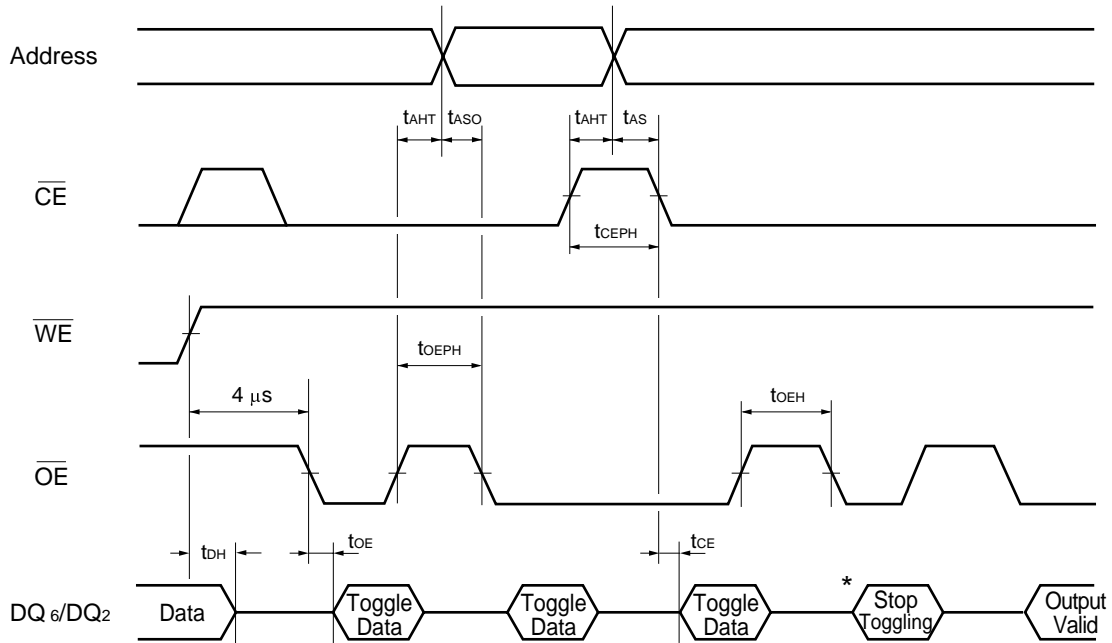 Address
tAHT tASO tAHT tAS
CE
tCEPH
WE
tOEPH
4 μs tOEH
OE
tDH tOE tCE
DQ6/DQ2 Data Toggle Data Toggle Data Toggle Data * Stop Toggling Output Valid